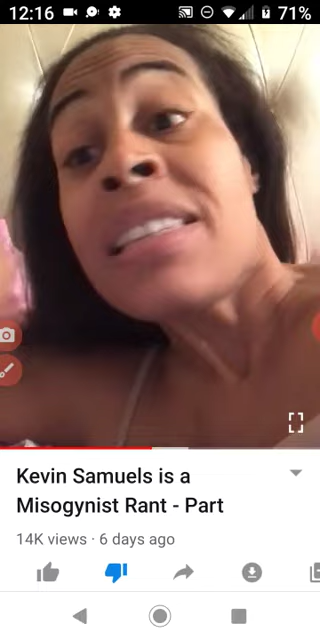 12:16
71%
Kevin Samuels is a
Misogynist Rant - Part
14K views · 6 days ago